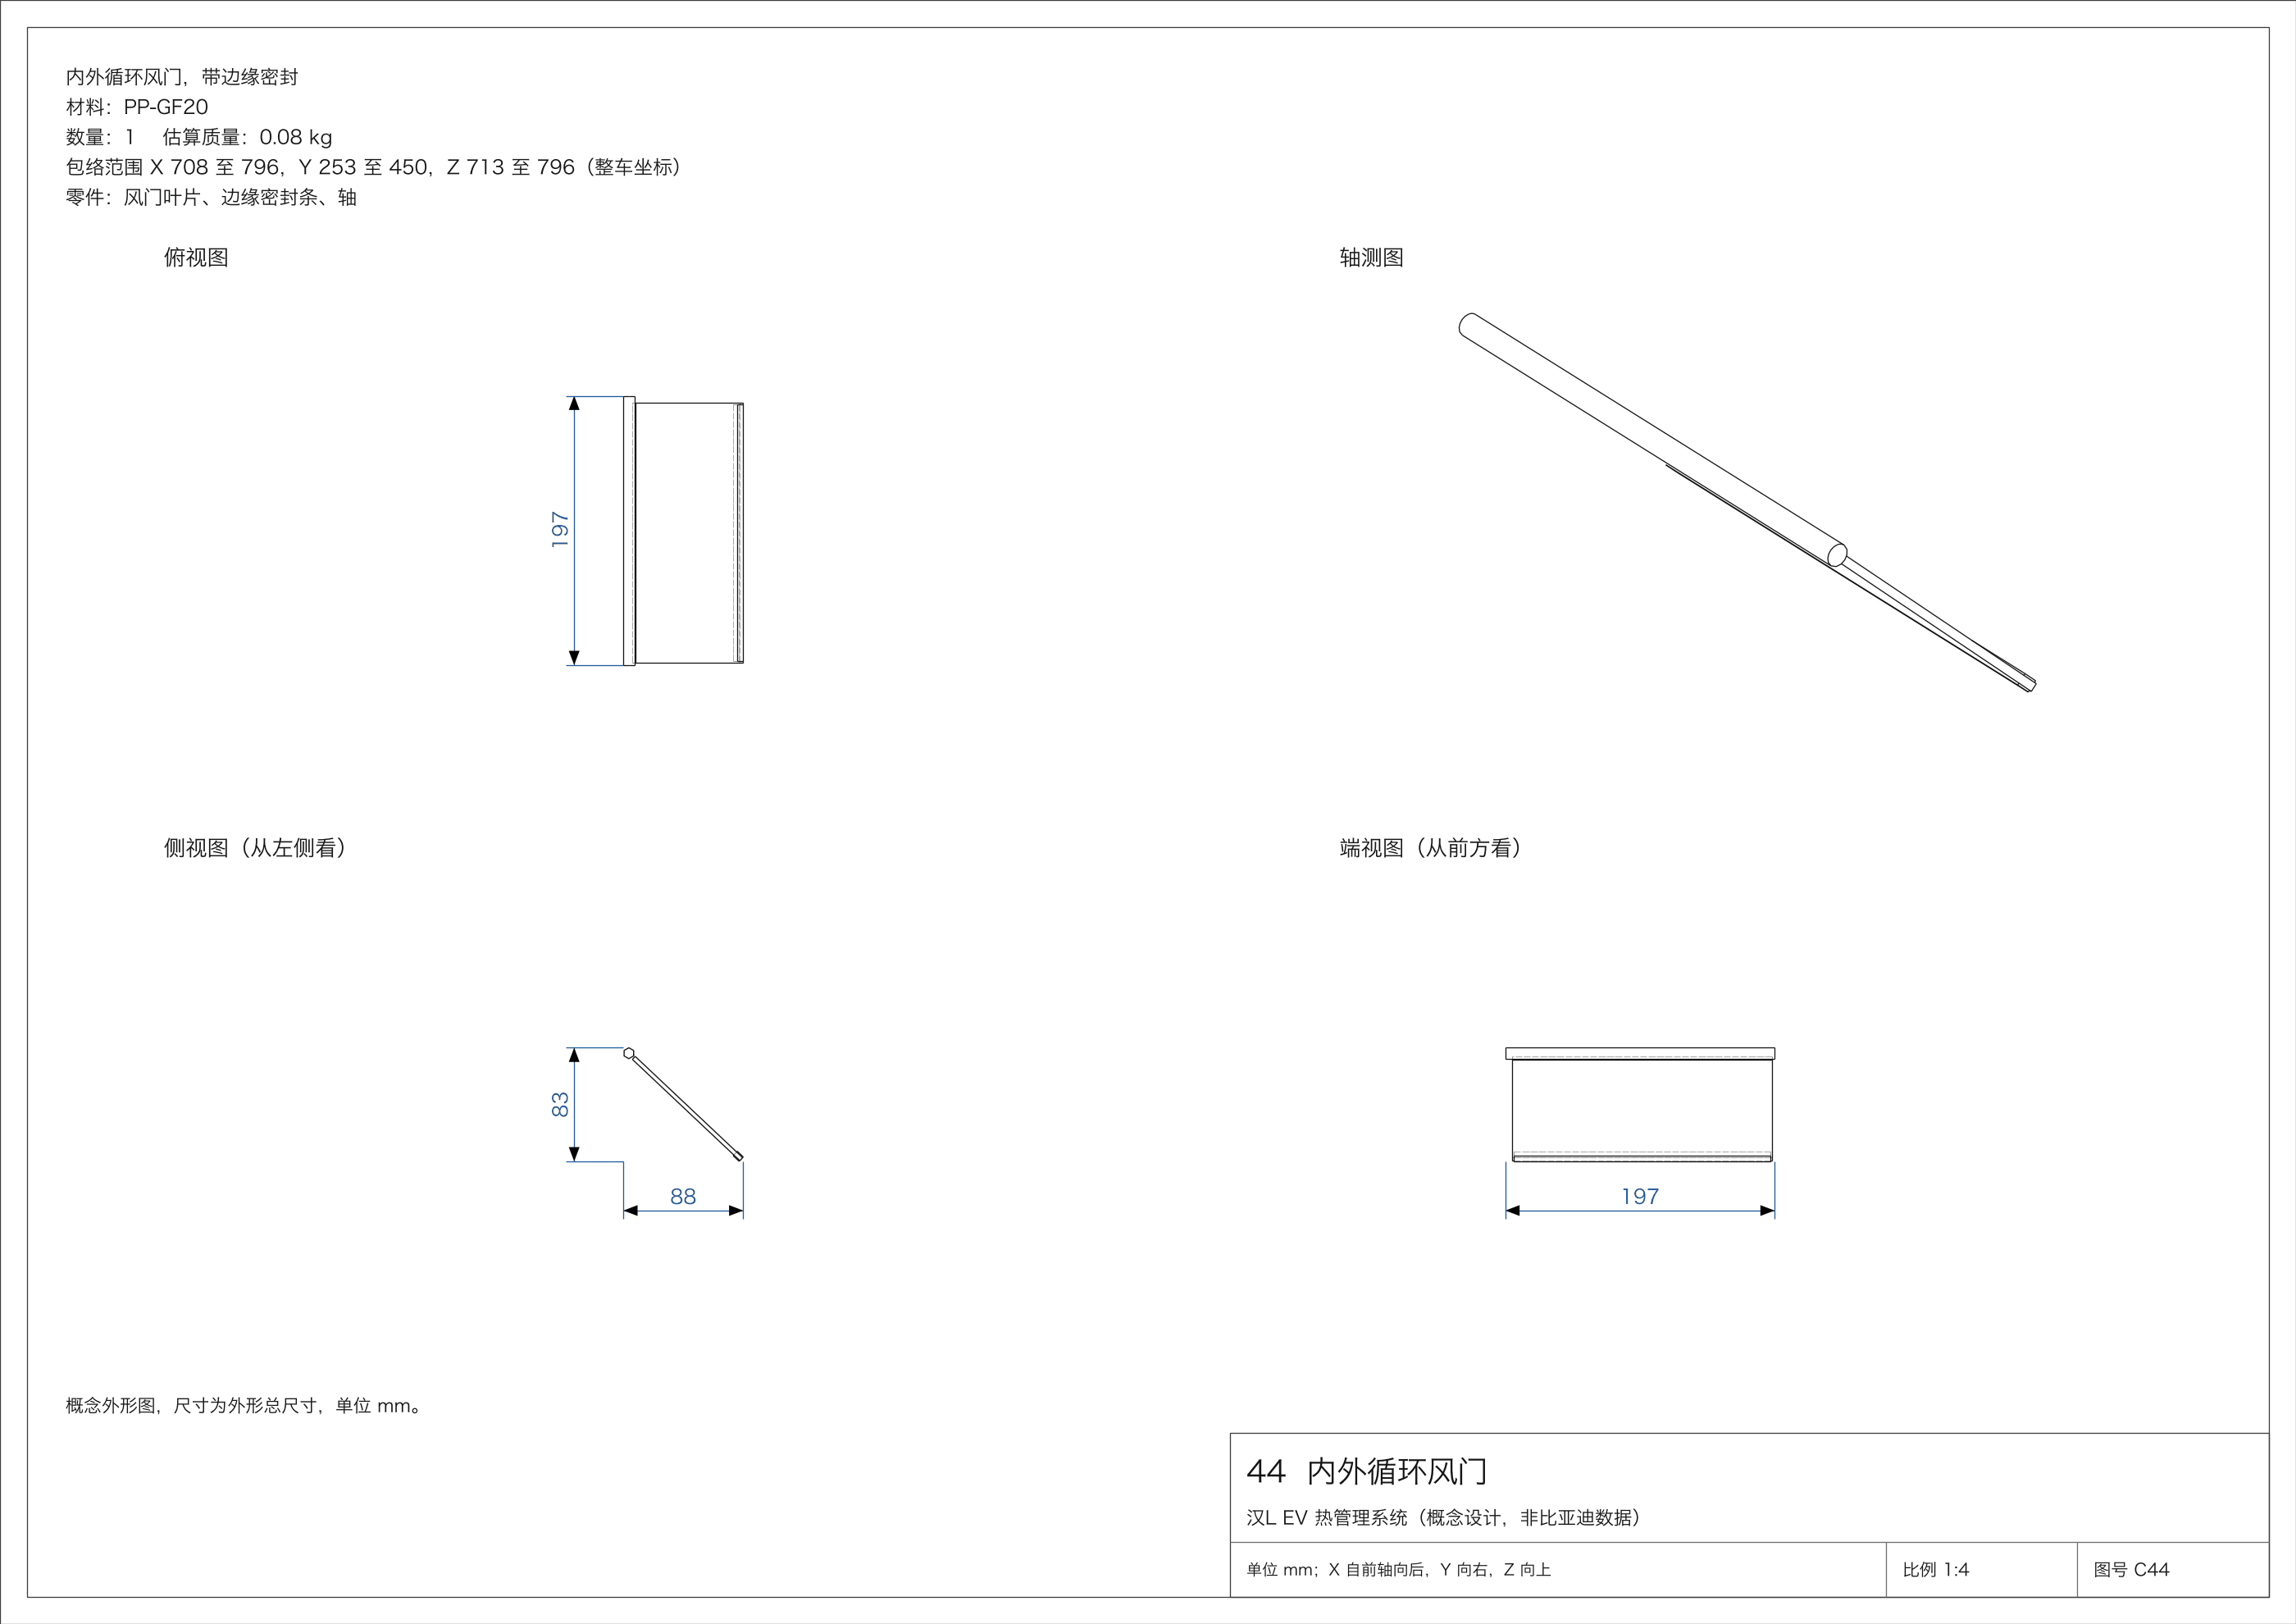 内外循环风门，带边缘密封
材料：PP-GF20
数量：1 估算质量：0.08 kg
包络范围 X 708 至 796，Y 253 至 450，Z 713 至 796（整车坐标）
零件：风门叶片、边缘密封条、轴
俯视图
轴测图
197
侧视图（从左侧看）
端视图（从前方看）
83
88
197
概念外形图，尺寸为外形总尺寸，单位 mm。
44 内外循环风门
汉L EV 热管理系统（概念设计，非比亚迪数据）
单位 mm；X 自前轴向后，Y 向右，Z 向上
比例 1:4
图号 C44